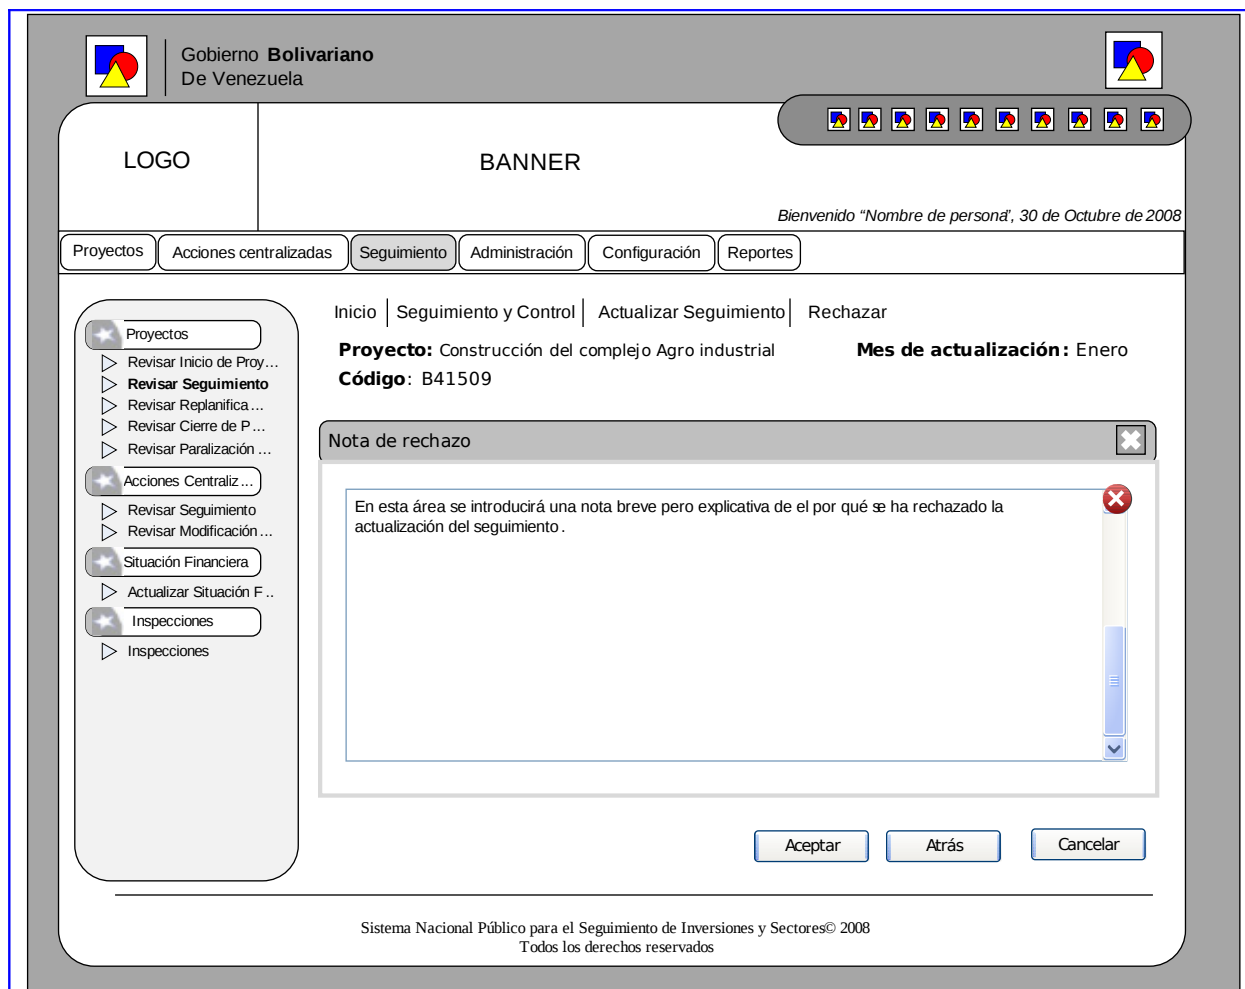 Gobierno Bolivariano
De Venezuela
LOGO
BANNER
Bienvenido “Nombre de persona”, 30 de Octubre de 2008
Proyectos
Acciones centralizadas
Seguimiento
Administración
Configuración
Reportes
Inicio
Seguimiento y Control
Actualizar Seguimiento
Rechazar
Proyectos
Revisar Inicio de Proy...
Revisar Seguimiento
Revisar Replanifica...
Revisar Cierre de P...
Revisar Paralización ...
Acciones Centraliz...
Revisar Seguimiento
Revisar Modificación...
Situación Financiera
Actualizar Situación F..
Inspecciones
Inspecciones
Proyecto: Construcción del complejo Agro industrial
Mes de actualización: Enero
Código: B41509
Nota de rechazo
En esta área se introducirá una nota breve pero explicativa de el por qué se ha rechazado la
actualización del seguimiento.
Aceptar
Atrás
Cancelar
Sistema Nacional Público para el Seguimiento de Inversiones y Sectores© 2008
Todos los derechos reservados